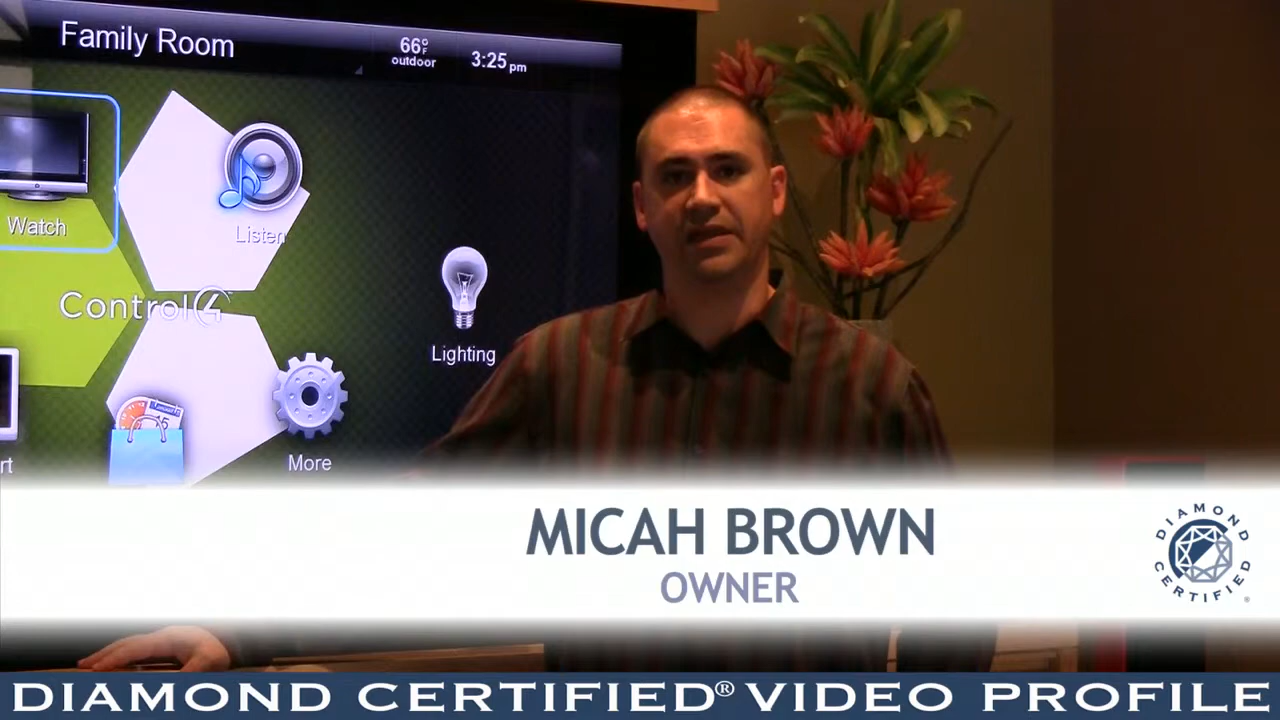 Family Room
66°F
outdoor
3:25 pm
Watch
Listen
Control4
Lighting
More
rt
MICAH BROWN
OWNER
DIAMOND CERTIFIED
DIAMOND CERTIFIED® VIDEO PROFILE